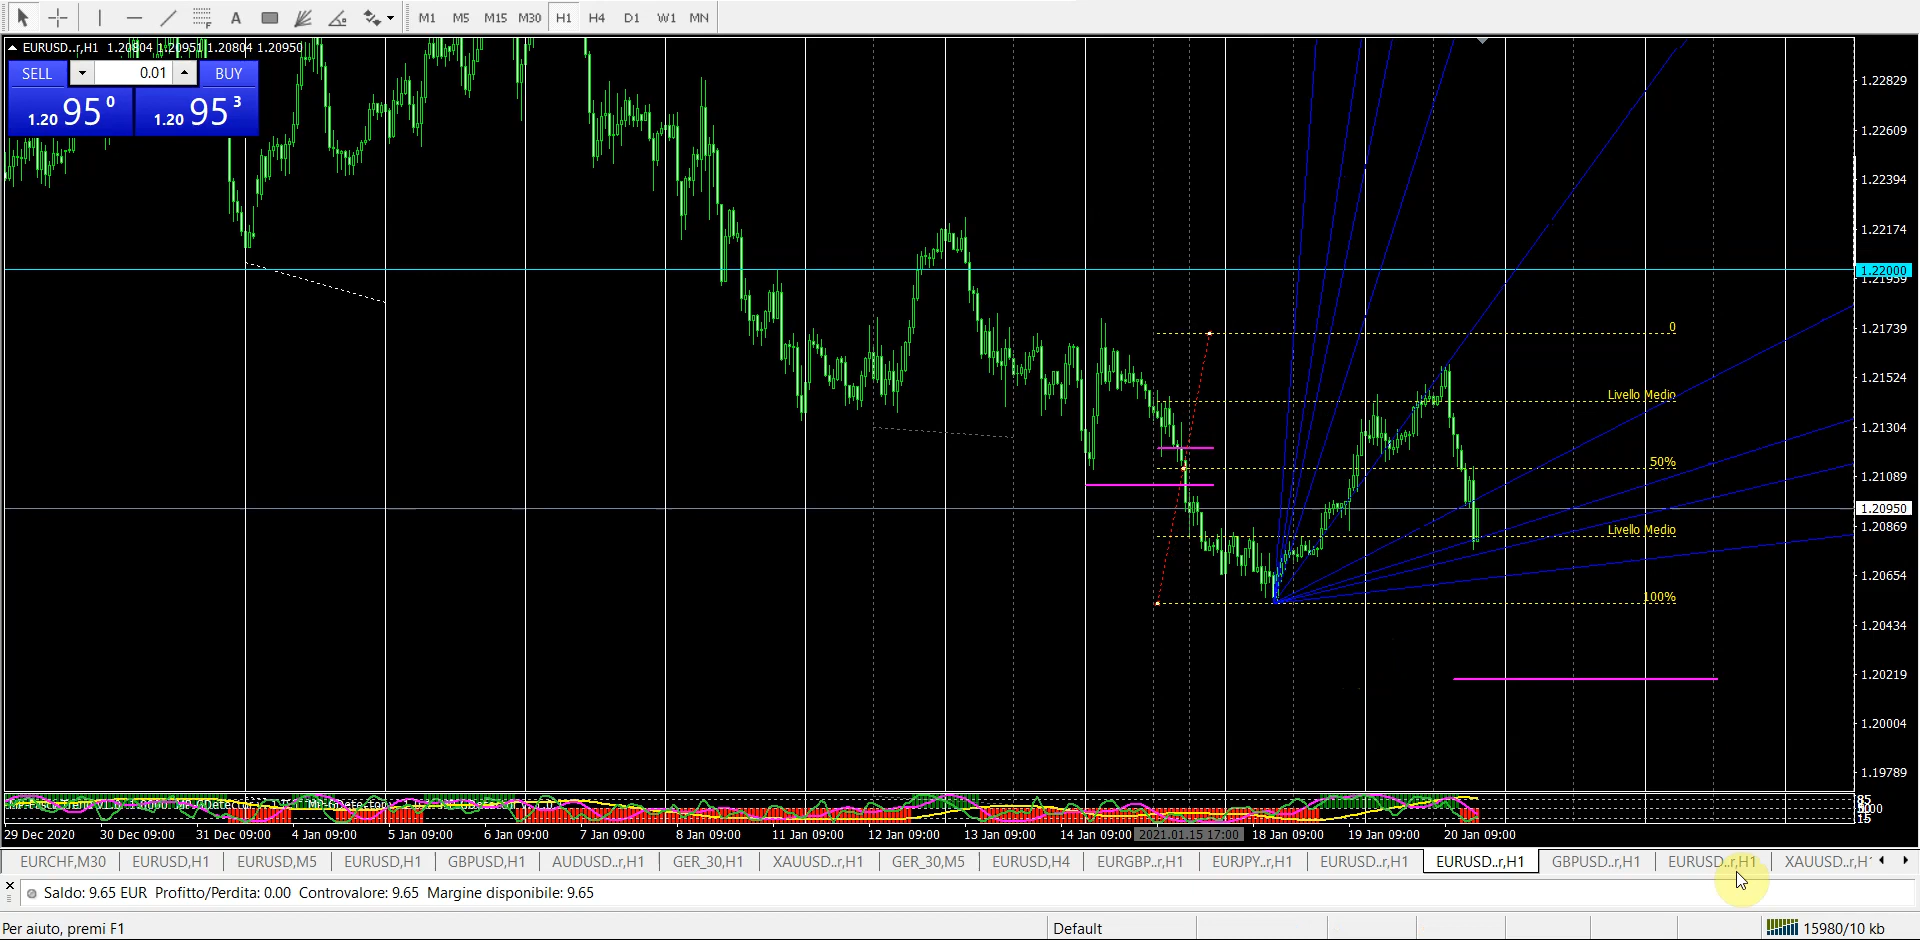 A M1 M5 M15 M30 H1 H4 D1 W1 MN
EURUSD..r,H1 1.20804 1.20951 1.20804 1.20950
SELL 0.01 BUY
1.20 95 0 1.20 95 3
1.22829
1.22609
1.22394
1.22174
1.22000
1.21959
0
1.21739
1.21524
Livello Medio
1.21304
50%
1.21089
1.20950
1.20869
Livello Medio
1.20654
100%
1.20434
1.20219
1.20004
1.19789
29 Dec 2020 30 Dec 09:00 31 Dec 09:00 4 Jan 09:00 5 Jan 09:00 6 Jan 09:00 7 Jan 09:00 8 Jan 09:00 11 Jan 09:00 12 Jan 09:00 13 Jan 09:00 14 Jan 09:00 2021.01.15 17:00 18 Jan 09:00 19 Jan 09:00 20 Jan 09:00
EURCHF,M30 EURUSD,H1 EURUSD,M5 EURUSD,H1 GBPUSD,H1 AUDUSD..r,H1 GER_30,H1 XAUUSD..r,H1 GER_30,M5 EURUSD,H4 EURGBP..r,H1 EURJPY..r,H1 EURUSD..r,H1 EURUSD..r,H1 GBPUSD..r,H1 EURUSD..r,H1 XAUUSD..r,H1
Saldo: 9.65 EUR Profitto/Perdita: 0.00 Controvalore: 9.65 Margine disponibile: 9.65
Per aiuto, premi F1 Default 15980/10 kb